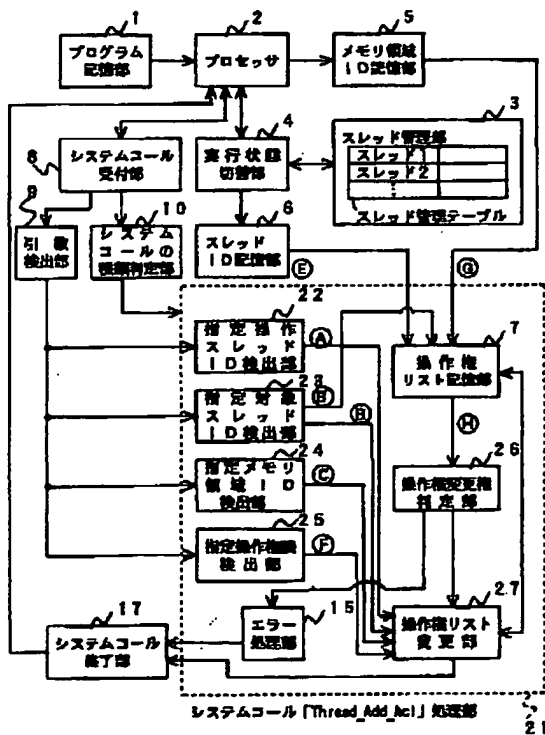 1
プログラム
記憶部
2
プロセッサ
5
メモリ領域
ID記憶部
3
スレッド管理部
スレッド1
スレッド2
スレッド管理テーブル
4
実行状態
切替部
8
システムコール
受付部
9
引数
検出部
10
システム
コールの
種類判定部
6
スレッド
ID記憶部
E
G
22
指定操作
スレッド
ID検出部
A
23
指定対象
スレッド
ID検出部
B
B
24
指定メモリ
領域ID
検出部
C
25
指定操作権限
検出部
F
7
操作権
リスト記憶部
H
26
操作権変更権
判定部
27
操作権リスト
変更部
15
エラー
処理部
17
システムコール
終了部
システムコール「Thread_Add_Acl」処理部
21